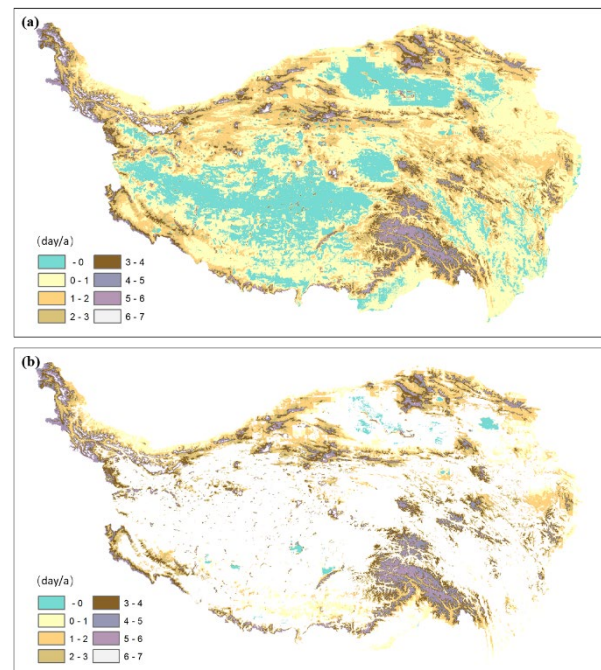 (a)
(day/a)
- 0 3 - 4
0 - 1 4 - 5
1 - 2 5 - 6
2 - 3 6 - 7
(b)
(day/a)
- 0 3 - 4
0 - 1 4 - 5
1 - 2 5 - 6
2 - 3 6 - 7